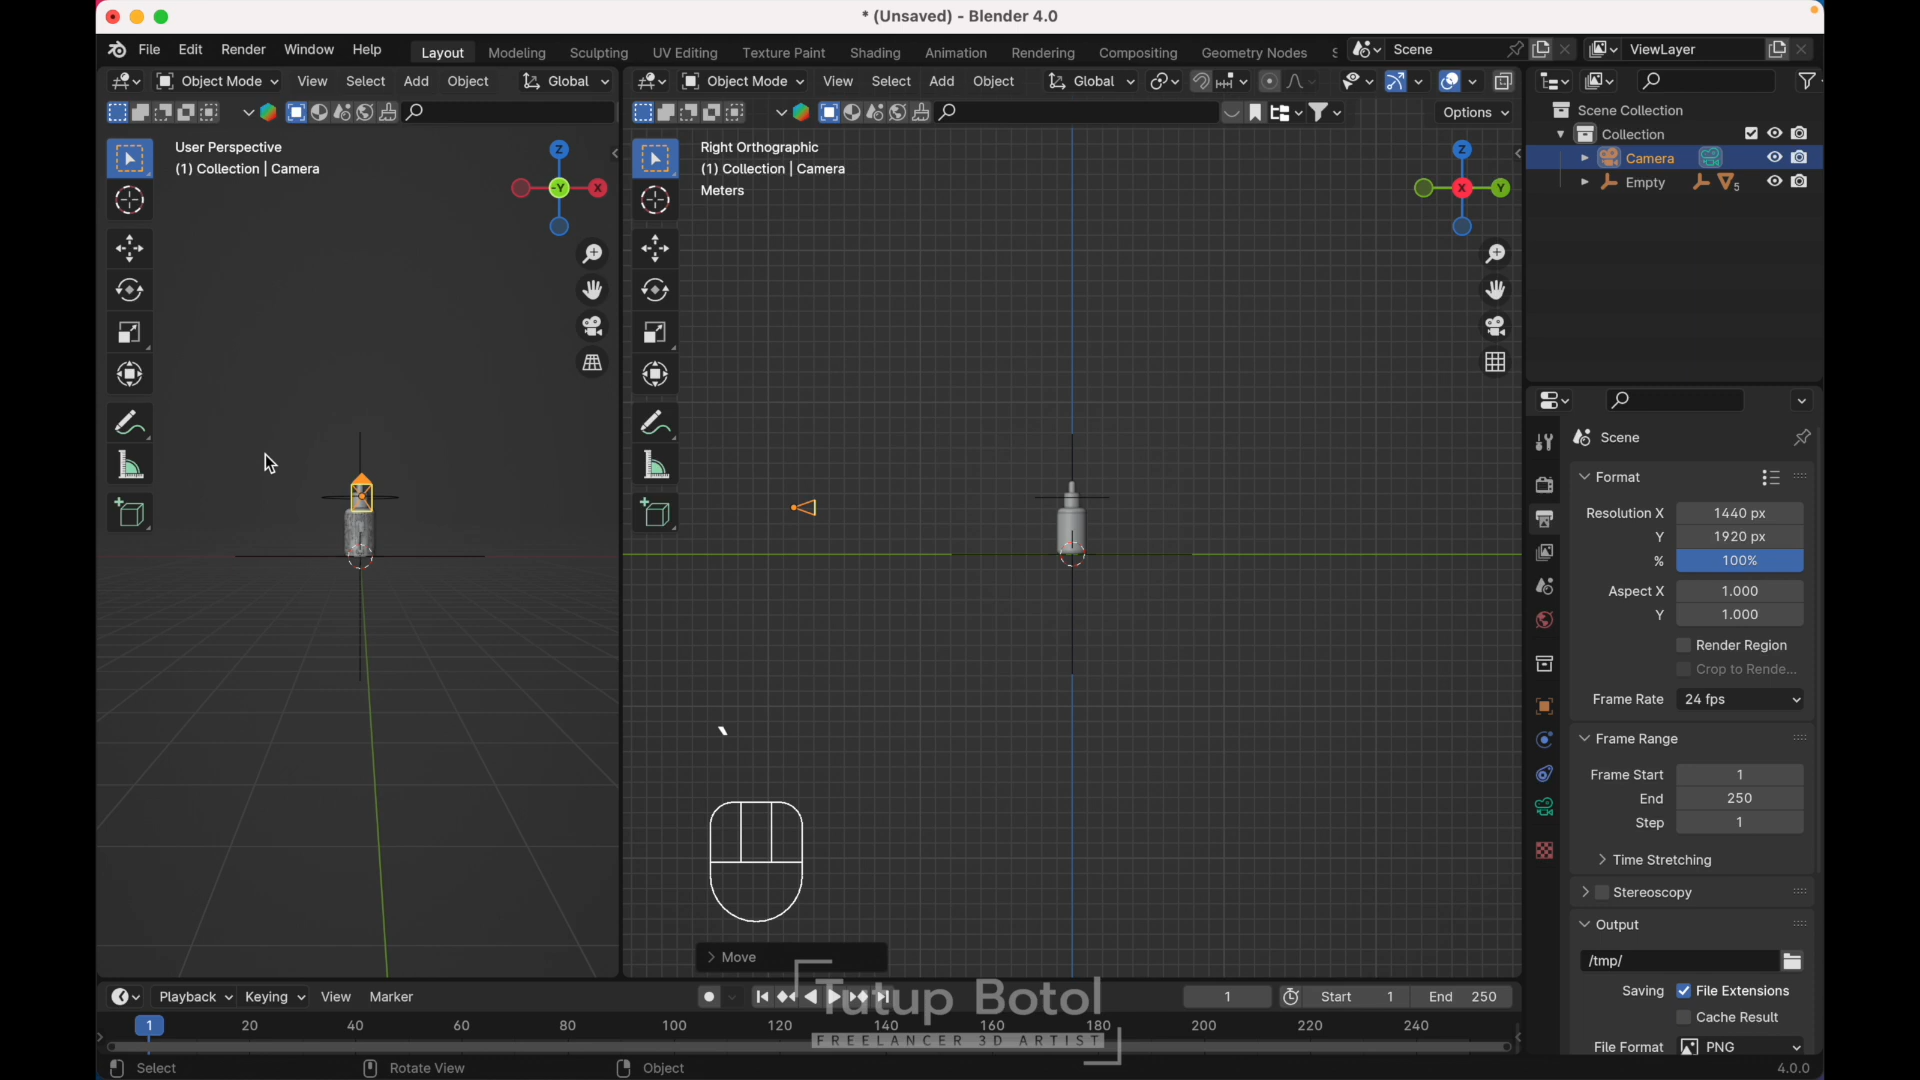 * (Unsaved) - Blender 4.0
File Edit Render Window Help Layout Modeling Sculpting UV Editing Texture Paint Shading Animation Rendering Compositing Geometry Nodes S Scene ViewLayer
Object Mode View Select Add Object Global Object Mode View Select Add Object Global
Options
User Perspective
(1) Collection | Camera
Z
-Y
X
Right Orthographic
(1) Collection | Camera
Meters
Z
X
Y
Scene Collection
Collection
Camera
Empty 5
Scene
Format
Resolution X 1440 px
Y 1920 px
% 100%
Aspect X 1.000
Y 1.000
Render Region
Crop to Rende...
Frame Rate 24 fps
Frame Range
Frame Start 1
End 250
Step 1
Time Stretching
Stereoscopy
Output
/tmp/
Saving File Extensions
Cache Result
File Format PNG
`
Move
Playback Keying View Marker 1 Start 1 End 250
1 20 40 60 80 100 120 140 160 180 200 220 240
Tutup Botol
FREELANCER 3D ARTIST
Select Rotate View Object 4.0.0